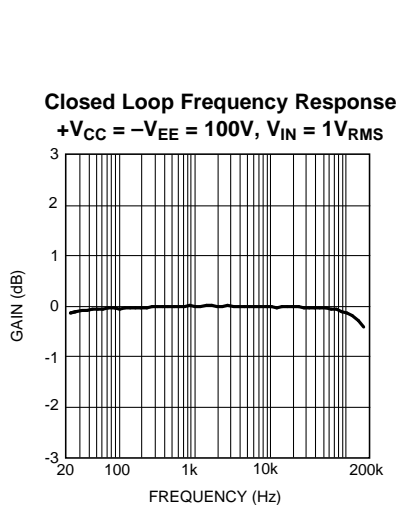 Closed Loop Frequency Response
+VCC = –VEE = 100V, VIN = 1VRMS
3
2
1
0
-1
-2
-3
GAIN (dB)
20 100 1k 10k 200k
FREQUENCY (Hz)